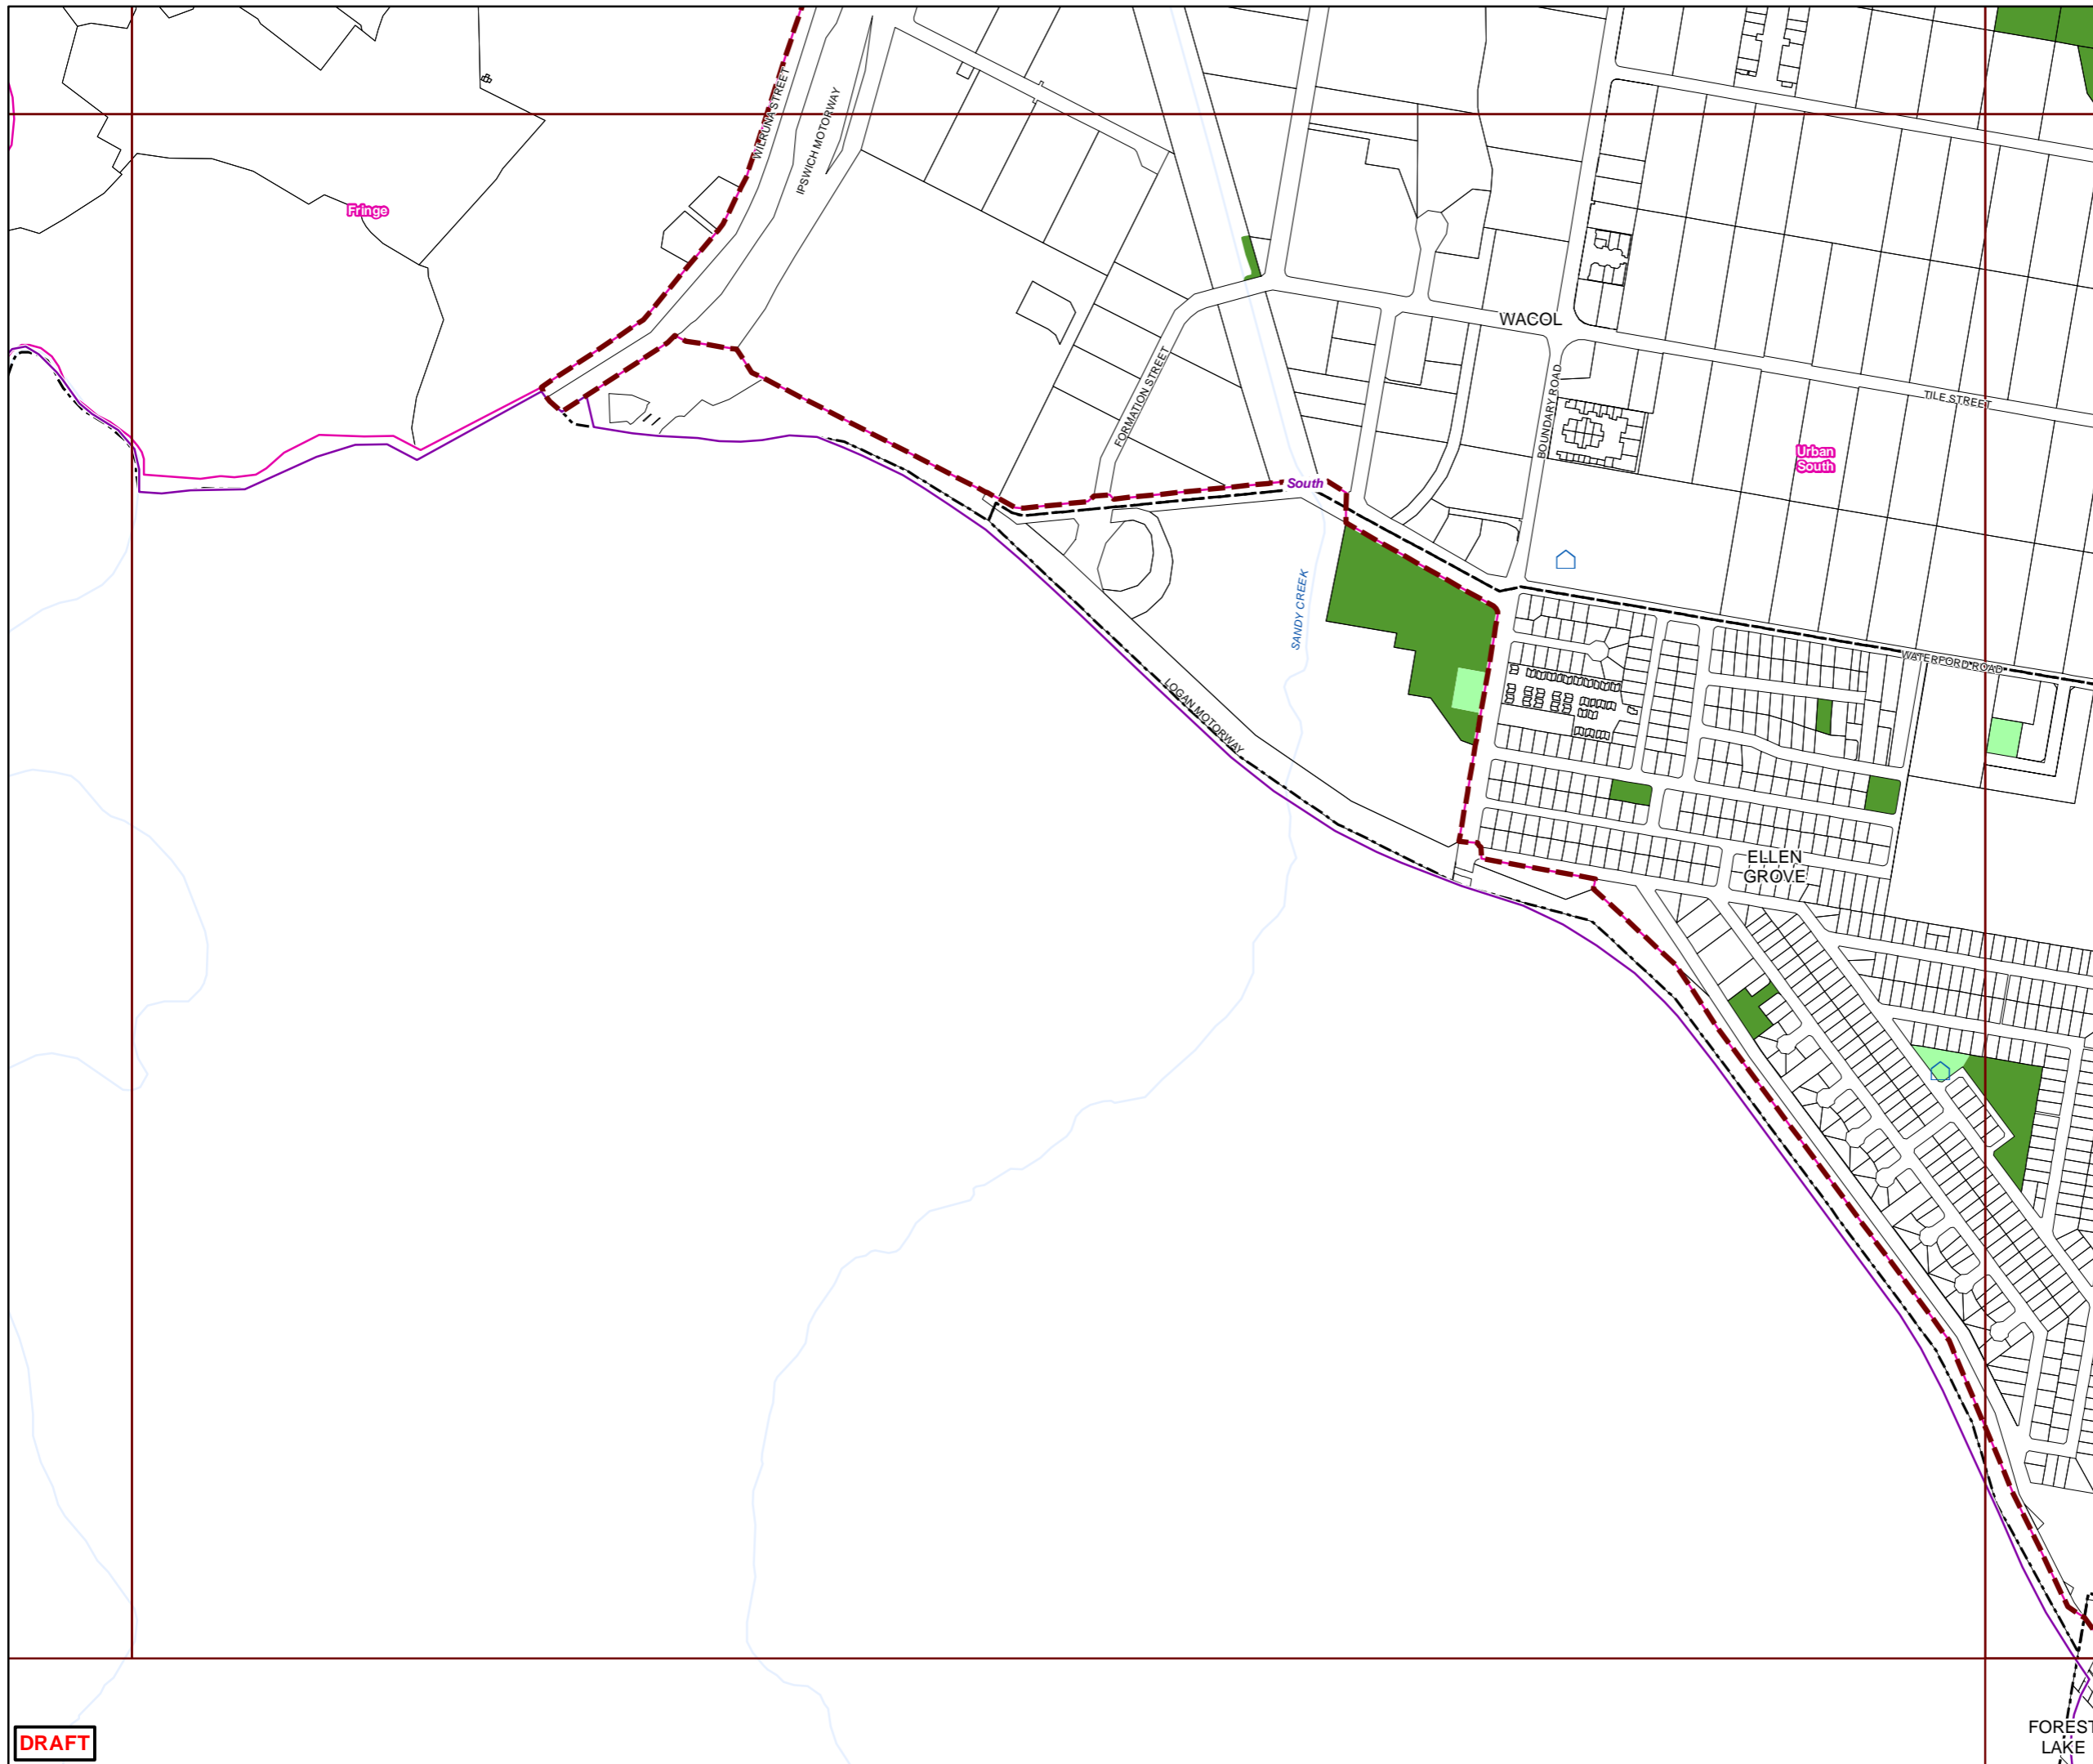 WILRUNA STREET
IPSWICH MOTORWAY
Fringe
WACOL
FORMATION STREET
BOUNDARY ROAD
TILE STREET
Urban
South
South
SANDY CREEK
WATERFORD ROAD
LOGAN MOTORWAY
ELLEN
GROVE
DRAFT
FOREST
LAKE